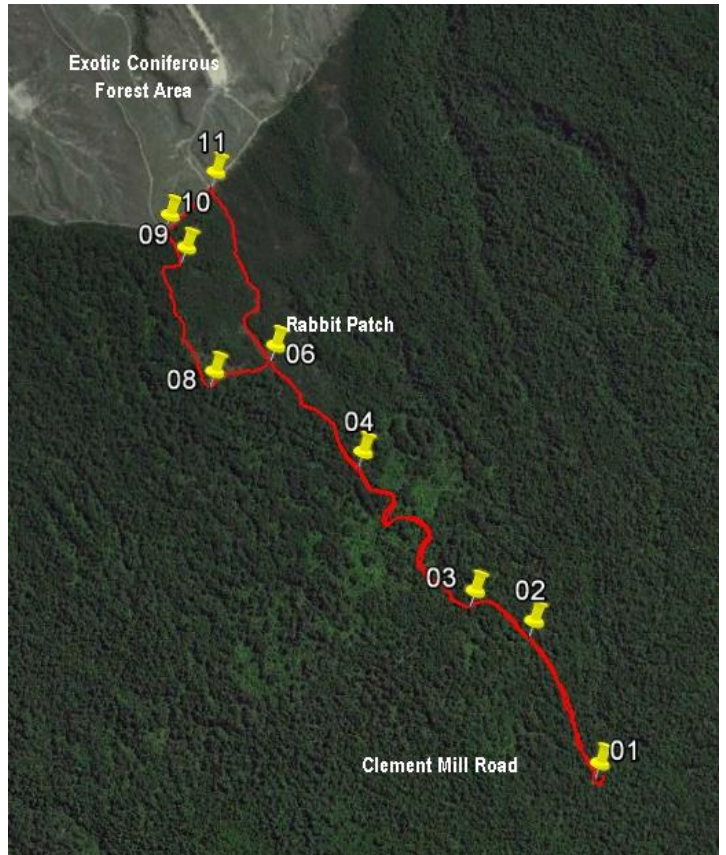 Exotic Coniferous
Forest Area
11
10
09
Rabbit Patch
06
08
04
03
02
01
Clement Mill Road